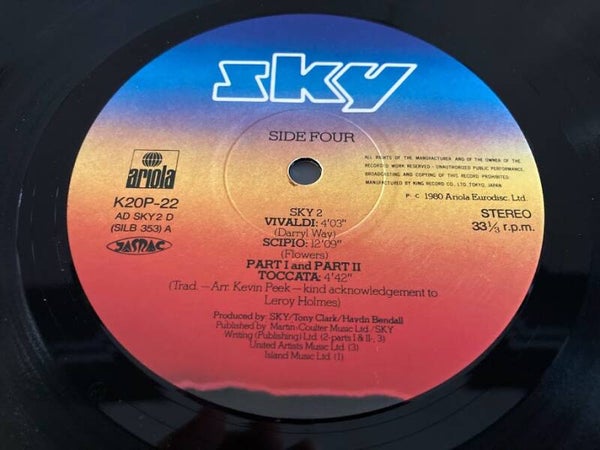 sky
SIDE FOUR
ariola
K20P-22
AD SKY2 D
(SILB 353) A
JASRAC
ALL RIGHTS OF THE MANUFACTURER AND OF THE OWNER OF THE
RECORDED WORK RESERVED - UNAUTHORISED PUBLIC PERFORMANCE,
BROADCASTING AND COPYING OF THIS RECORD PROHIBITED
MANUFACTURED BY KING RECORD CO., LTD. TOKYO, JAPAN
P C 1980 Ariola Eurodisc. Ltd.
STEREO
33 1/3 r.p.m.
SKY 2
VIVALDI: 4'03"
(Darryl Way)
SCIPIO: 12'09"
(Flowers)
PART I and PART II
TOCCATA: 4'42"
(Trad. —Arr. Kevin Peek—kind acknowledgement to
Leroy Holmes)
Produced by: SKY/Tony Clark/Haydn Bendall
Published by Martin-Coulter Music Ltd./SKY
Writing (Publishing) Ltd. (2-parts I & II-, 3)
United Artists Music Ltd. (3)
Island Music Ltd. (1)